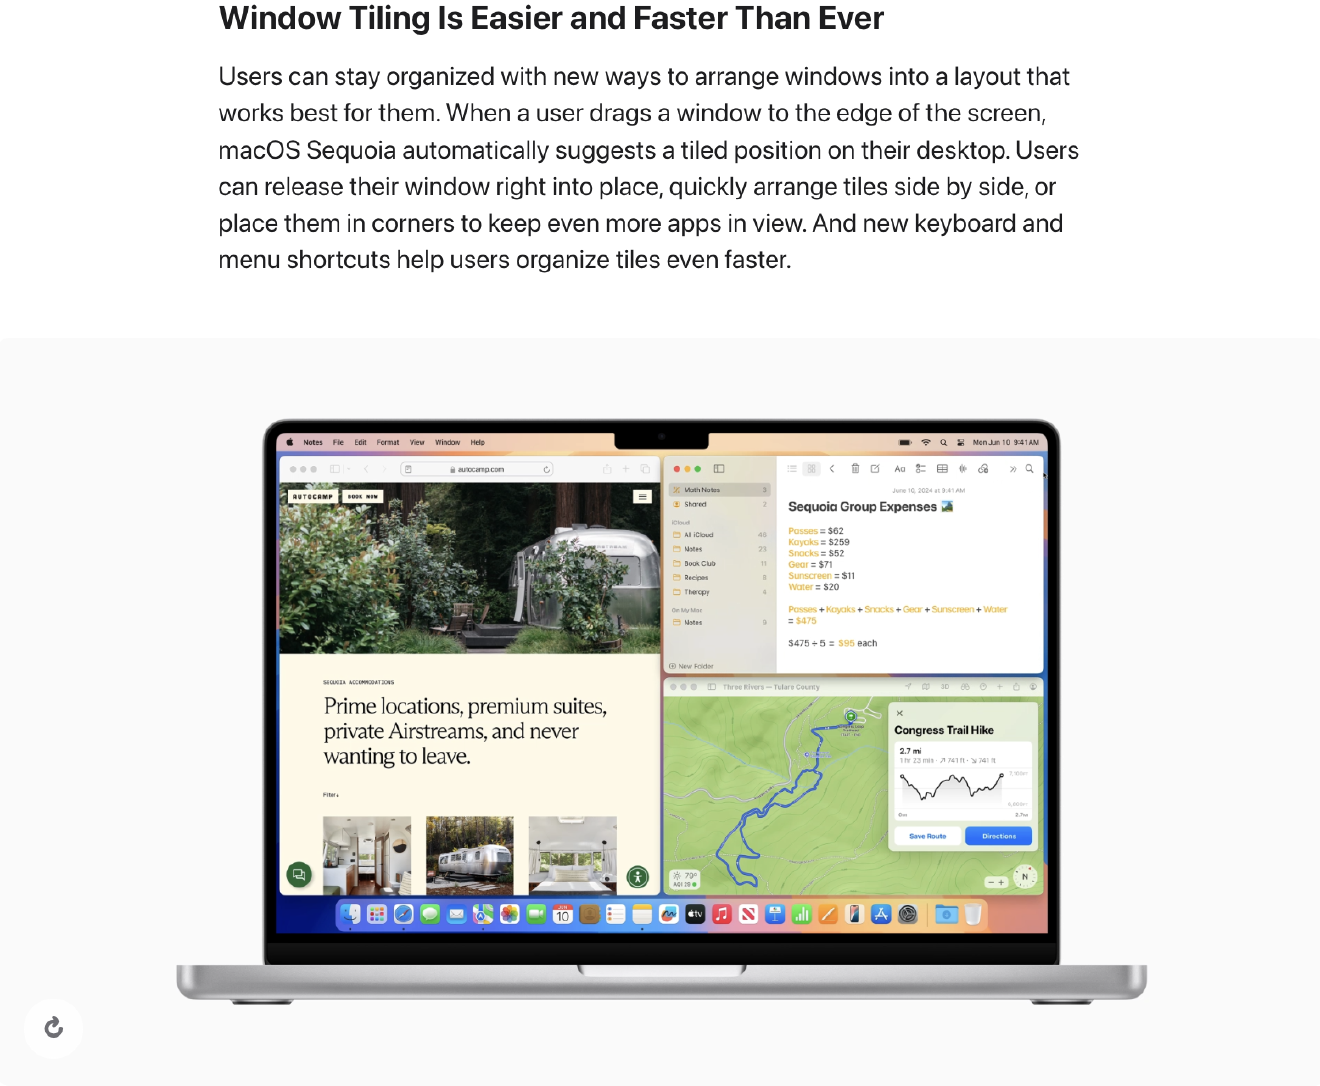 Window Tiling Is Easier and Faster Than Ever
Users can stay organized with new ways to arrange windows into a layout that
works best for them. When a user drags a window to the edge of the screen,
macOS Sequoia automatically suggests a tiled position on their desktop. Users
can release their window right into place, quickly arrange tiles side by side, or
place them in corners to keep even more apps in view. And new keyboard and
menu shortcuts help users organize tiles even faster.
Notes File Edit Format View Window Help
Mon Jun 10 9:41 AM
autocamp.com
AUTOCAMP
BOOK NOW
SEQUOIA ACCOMMODATIONS
Prime locations, premium suites,
private Airstreams, and never
wanting to leave.
Filter
Math Notes 3
Shared 2
iCloud
All iCloud 46
Notes 23
Book Club 11
Recipes 8
Therapy 4
On My Mac
Notes 9
New Folder
Aa
June 10, 2024 at 9:41 AM
Sequoia Group Expenses
Passes = $62
Kayaks = $259
Snacks = $52
Gear = $71
Sunscreen = $11
Water = $20
Passes + Kayaks + Snacks + Gear + Sunscreen + Water
= $475
$475 ÷ 5 = $95 each
Three Rivers — Tulare County
3D
Congress Trail Hike
2.7 mi
1 hr 23 min · ↗ 741 ft · ↘ 741 ft
Save Route
Directions
79°
N
JUN
10
tv